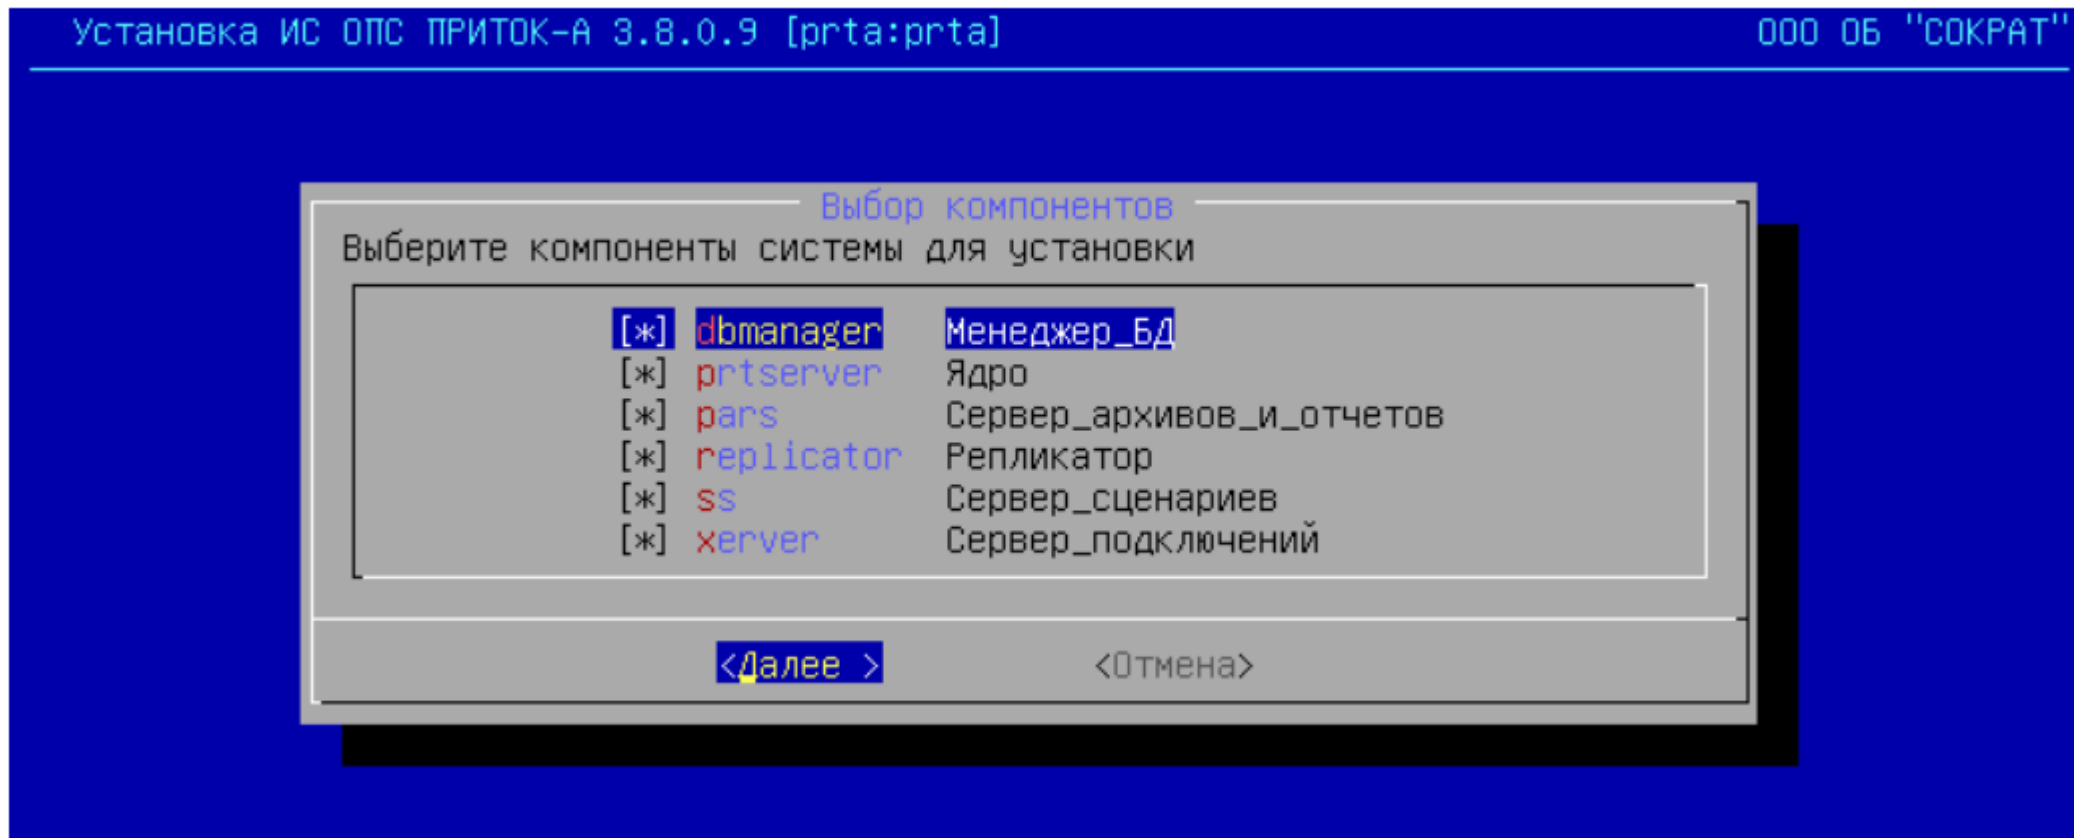 Установка ИС ОПС ПРИТОК-А 3.8.0.9 [prta:prta] ООО ОБ "СОКРАТ"
Выбор компонентов
Выберите компоненты системы для установки
[*] dbmanager Менеджер_БД
[*] prtserver Ядро
[*] pars Сервер_архивов_и_отчетов
[*] replicator Репликатор
[*] ss Сервер_сценариев
[*] xerver Сервер_подключений
<Далее > <Отмена>